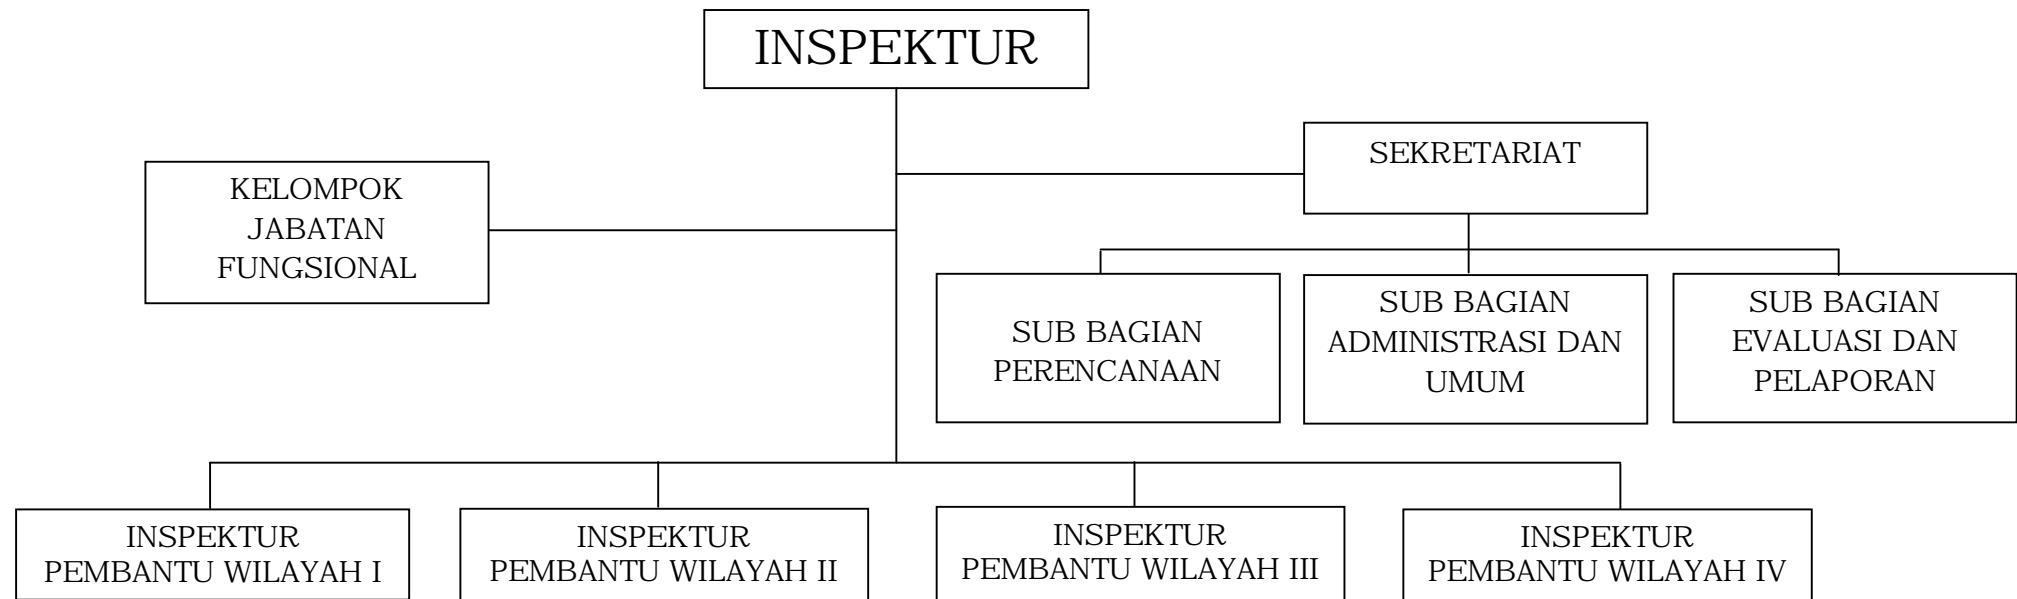 INSPEKTUR
SEKRETARIAT
KELOMPOK
JABATAN
FUNGSIONAL
SUB BAGIAN
PERENCANAAN
SUB BAGIAN
ADMINISTRASI DAN
UMUM
SUB BAGIAN
EVALUASI DAN
PELAPORAN
INSPEKTUR
PEMBANTU WILAYAH I
INSPEKTUR
PEMBANTU WILAYAH II
INSPEKTUR
PEMBANTU WILAYAH III
INSPEKTUR
PEMBANTU WILAYAH IV